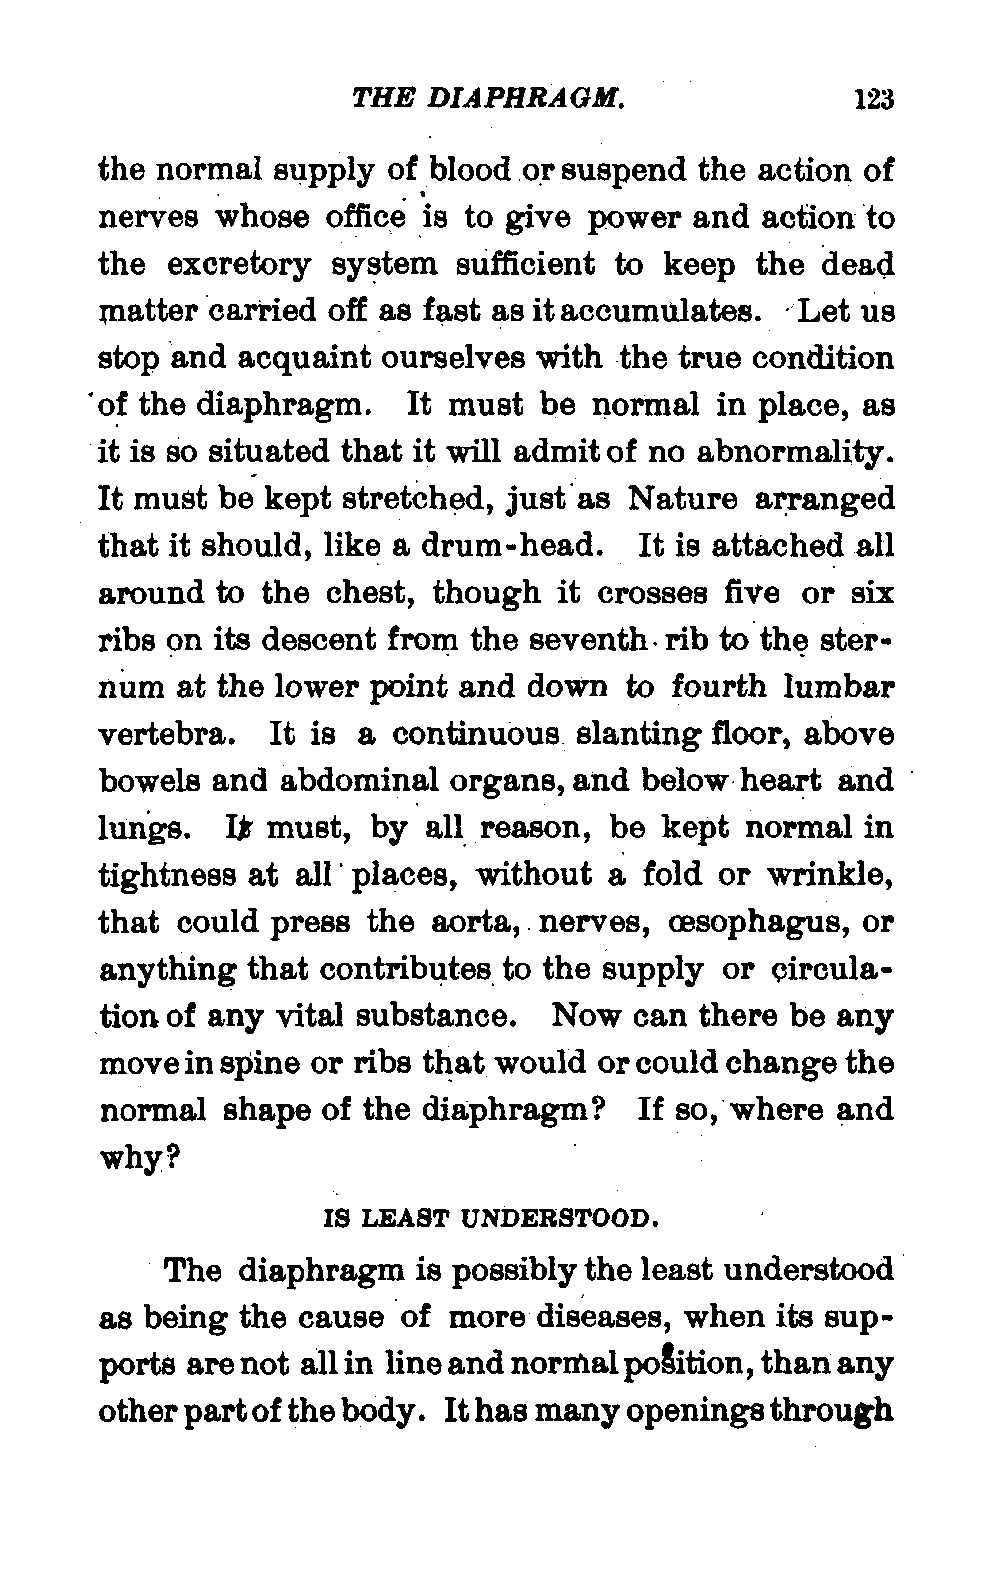 THE DIAPHRAGM. 123
the normal supply of blood or suspend the action of
nerves whose office is to give power and action to
the excretory system sufficient to keep the dead
matter carried off as fast as it accumulates. Let us
stop and acquaint ourselves with the true condition
of the diaphragm. It must be normal in place, as
it is so situated that it will admit of no abnormality.
It must be kept stretched, just as Nature arranged
that it should, like a drum-head. It is attached all
around to the chest, though it crosses five or six
ribs on its descent from the seventh rib to the ster-
num at the lower point and down to fourth lumbar
vertebra. It is a continuous slanting floor, above
bowels and abdominal organs, and below heart and
lungs. It must, by all reason, be kept normal in
tightness at all places, without a fold or wrinkle,
that could press the aorta, nerves, œsophagus, or
anything that contributes to the supply or circula-
tion of any vital substance. Now can there be any
move in spine or ribs that would or could change the
normal shape of the diaphragm? If so, where and
why?
IS LEAST UNDERSTOOD.
The diaphragm is possibly the least understood
as being the cause of more diseases, when its sup-
ports are not all in line and normal position, than any
other part of the body. It has many openings through